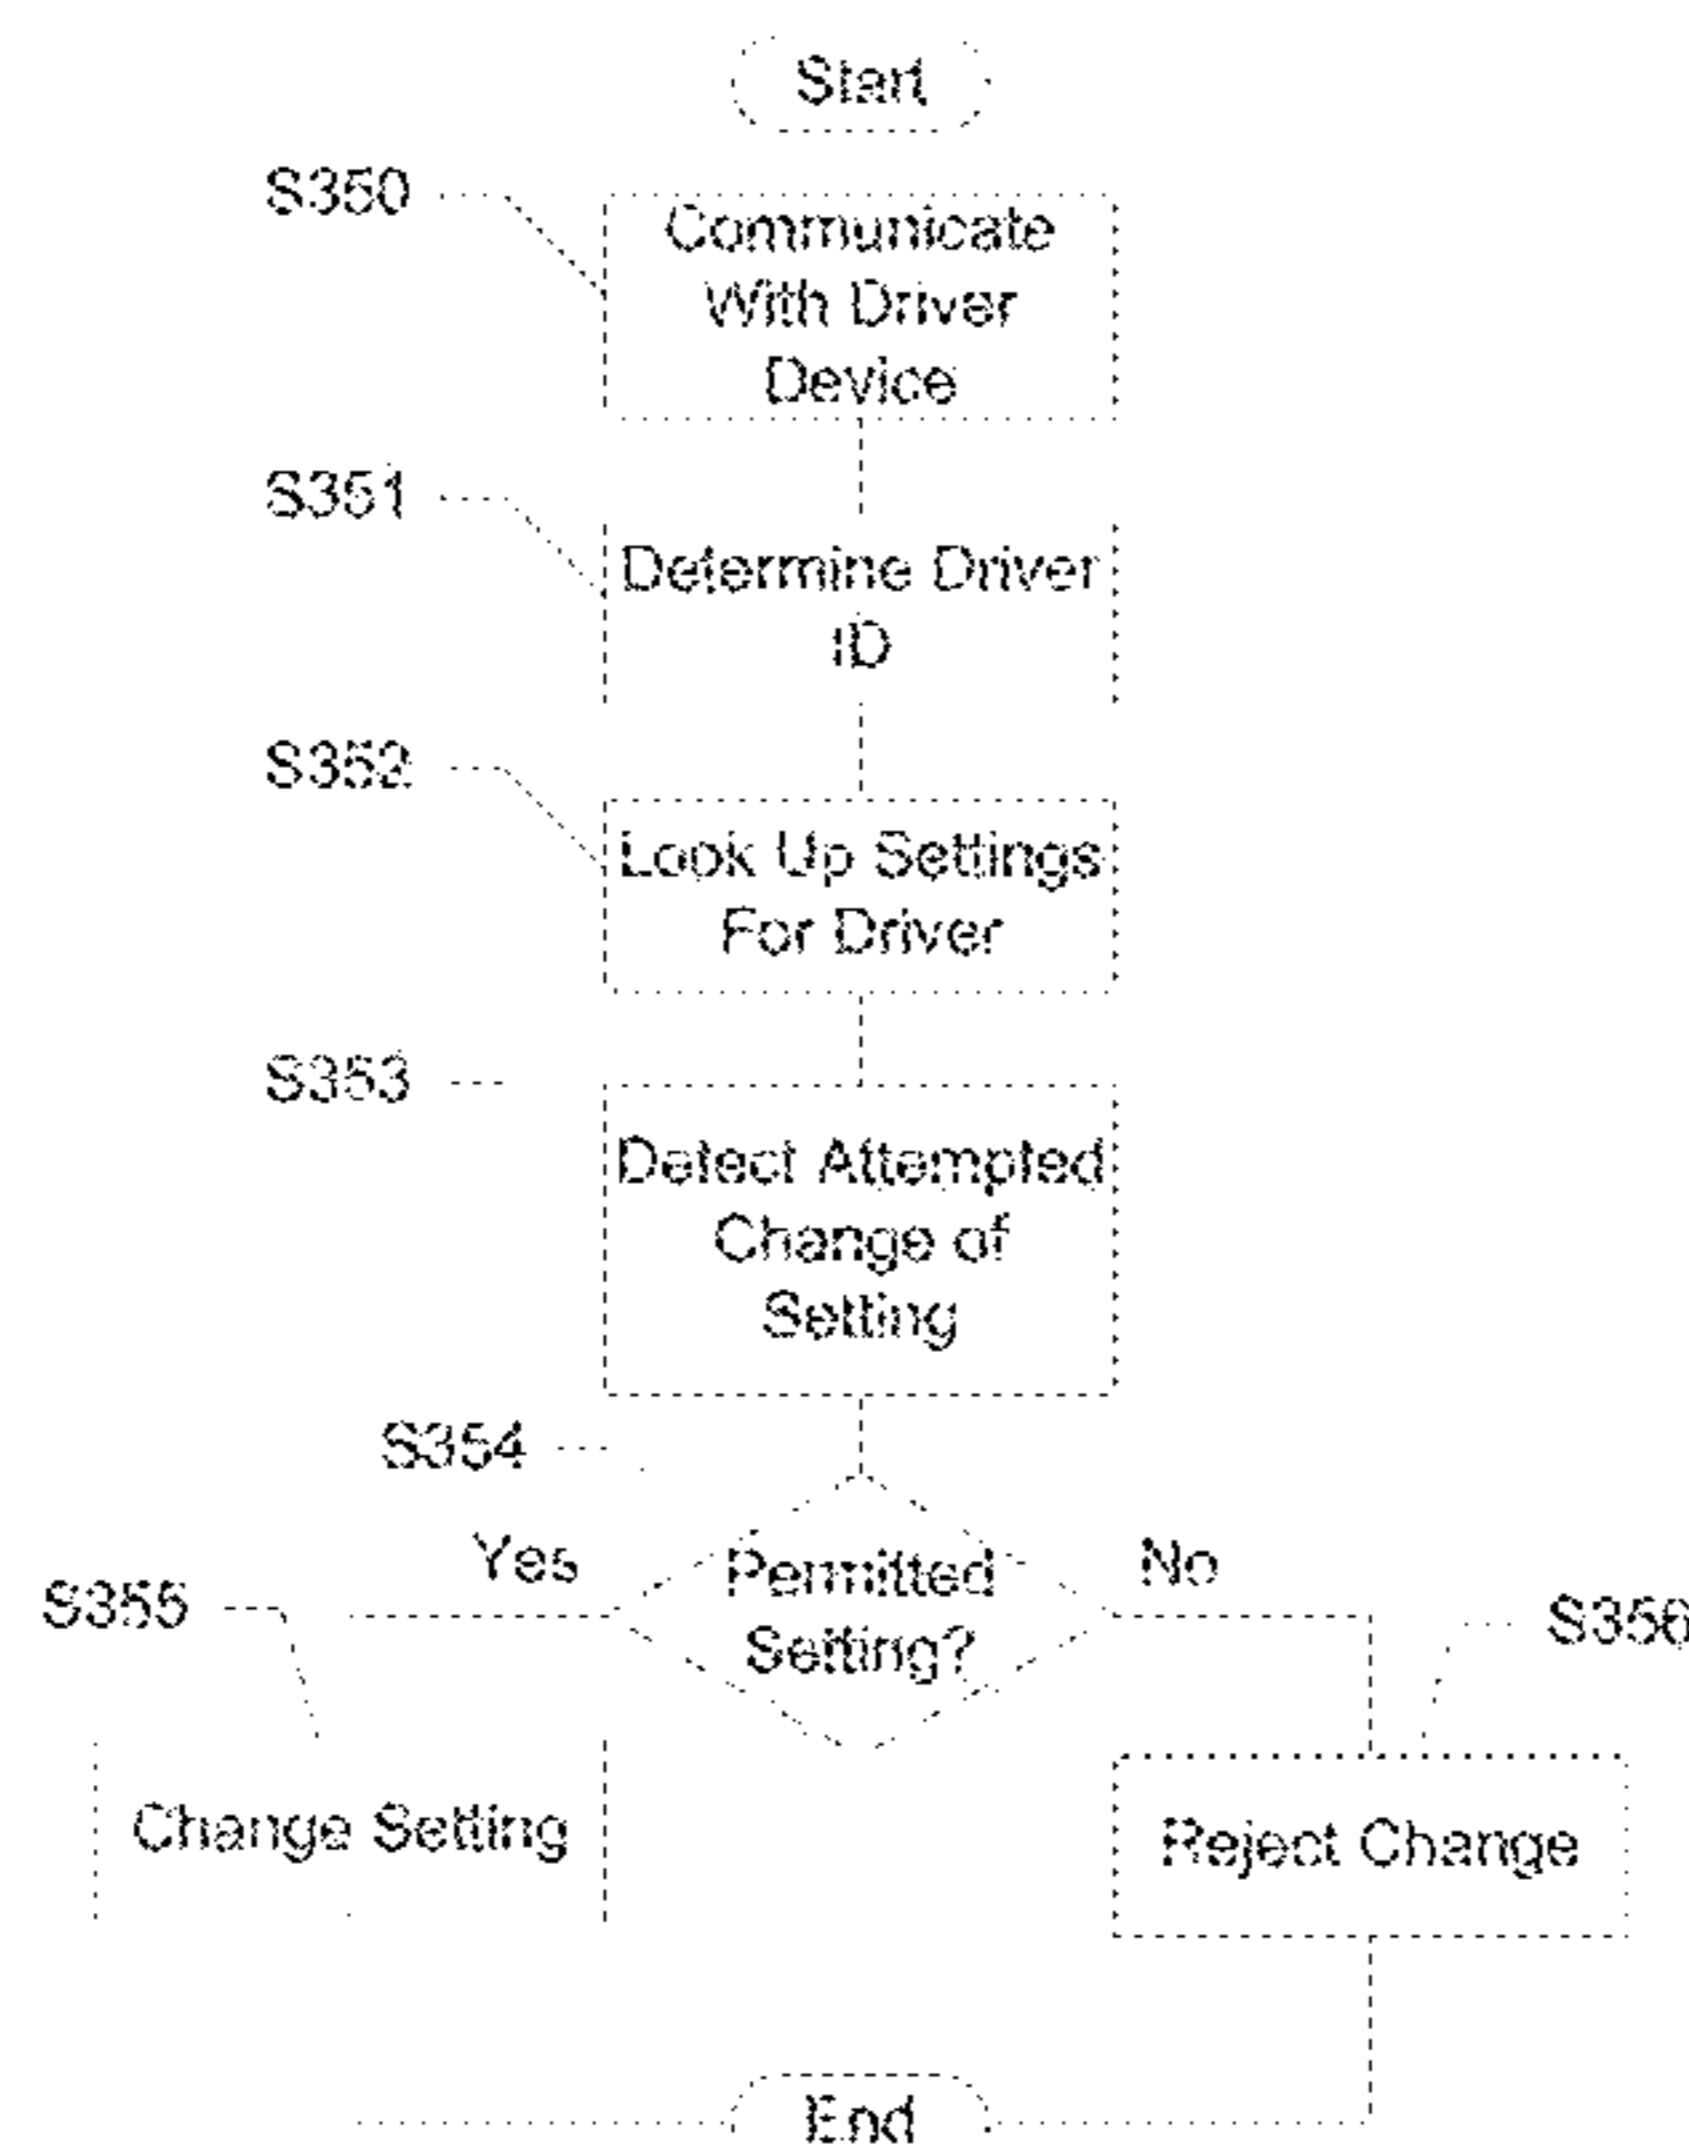 Start
S350
Communicate
With Driver
Device
S351
Determine Driver
ID
S352
Look Up Settings
For Driver
S353
Detect Attempted
Change of
Setting
S354
Yes
Permitted
Setting?
No
S355
S356
Change Setting
Reject Change
End